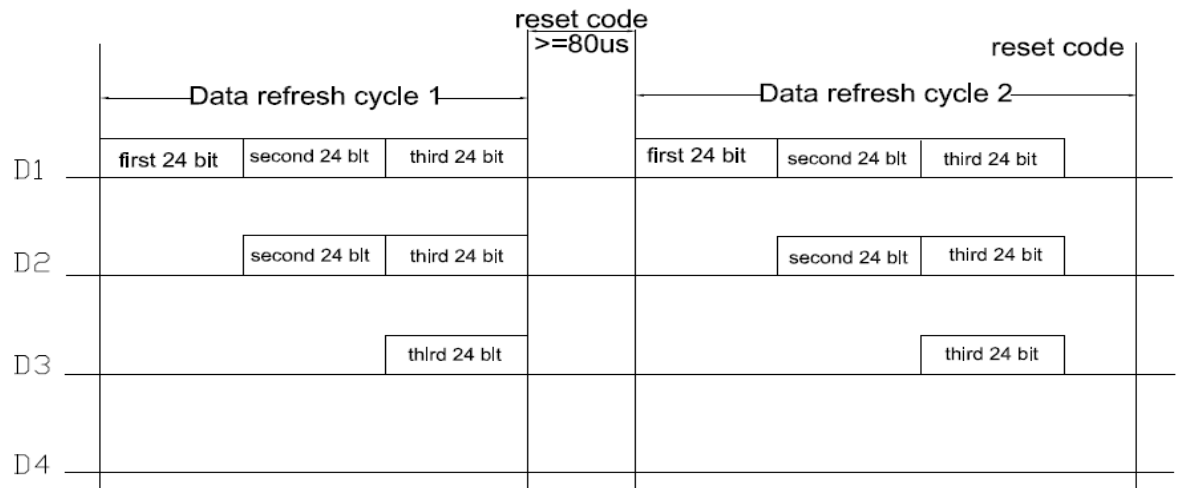 reset code
>=80us
reset code
Data refresh cycle 1
Data refresh cycle 2
D1
first 24 bit
second 24 blt
third 24 bit
first 24 bit
second 24 blt
third 24 bit
D2
second 24 blt
third 24 bit
second 24 blt
third 24 bit
D3
thlrd 24 blt
third 24 bit
D4